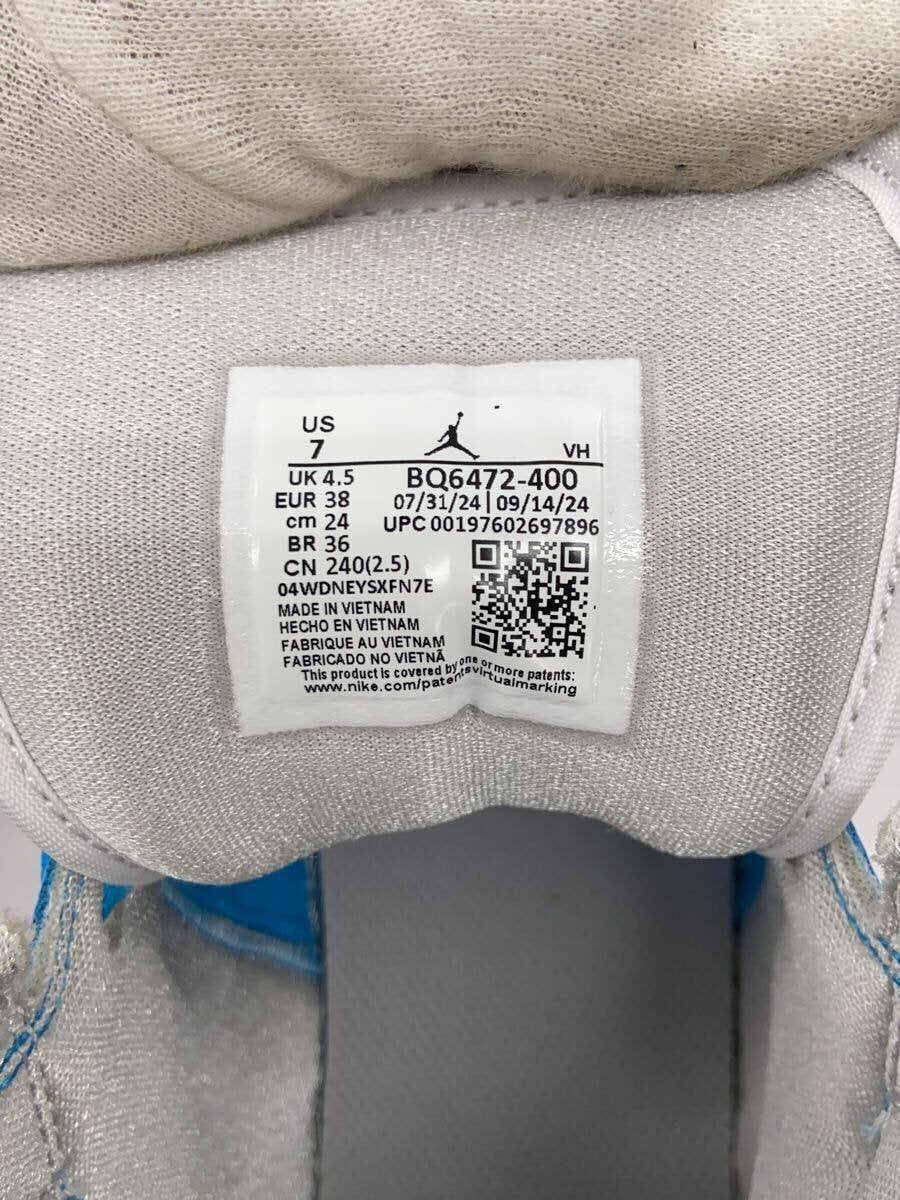 US
7
VH
UK 4.5
BQ6472-400
EUR 38
07/31/24 | 09/14/24
cm 24
UPC 00197602697896
BR 36
CN 240(2.5)
04WDNEYSXFN7E
MADE IN VIETNAM
HECHO EN VIETNAM
FABRIQUE AU VIETNAM
FABRICADO NO VIETNÃ
This product is covered by one or more patents:
www.nike.com/patentsvirtualmarking